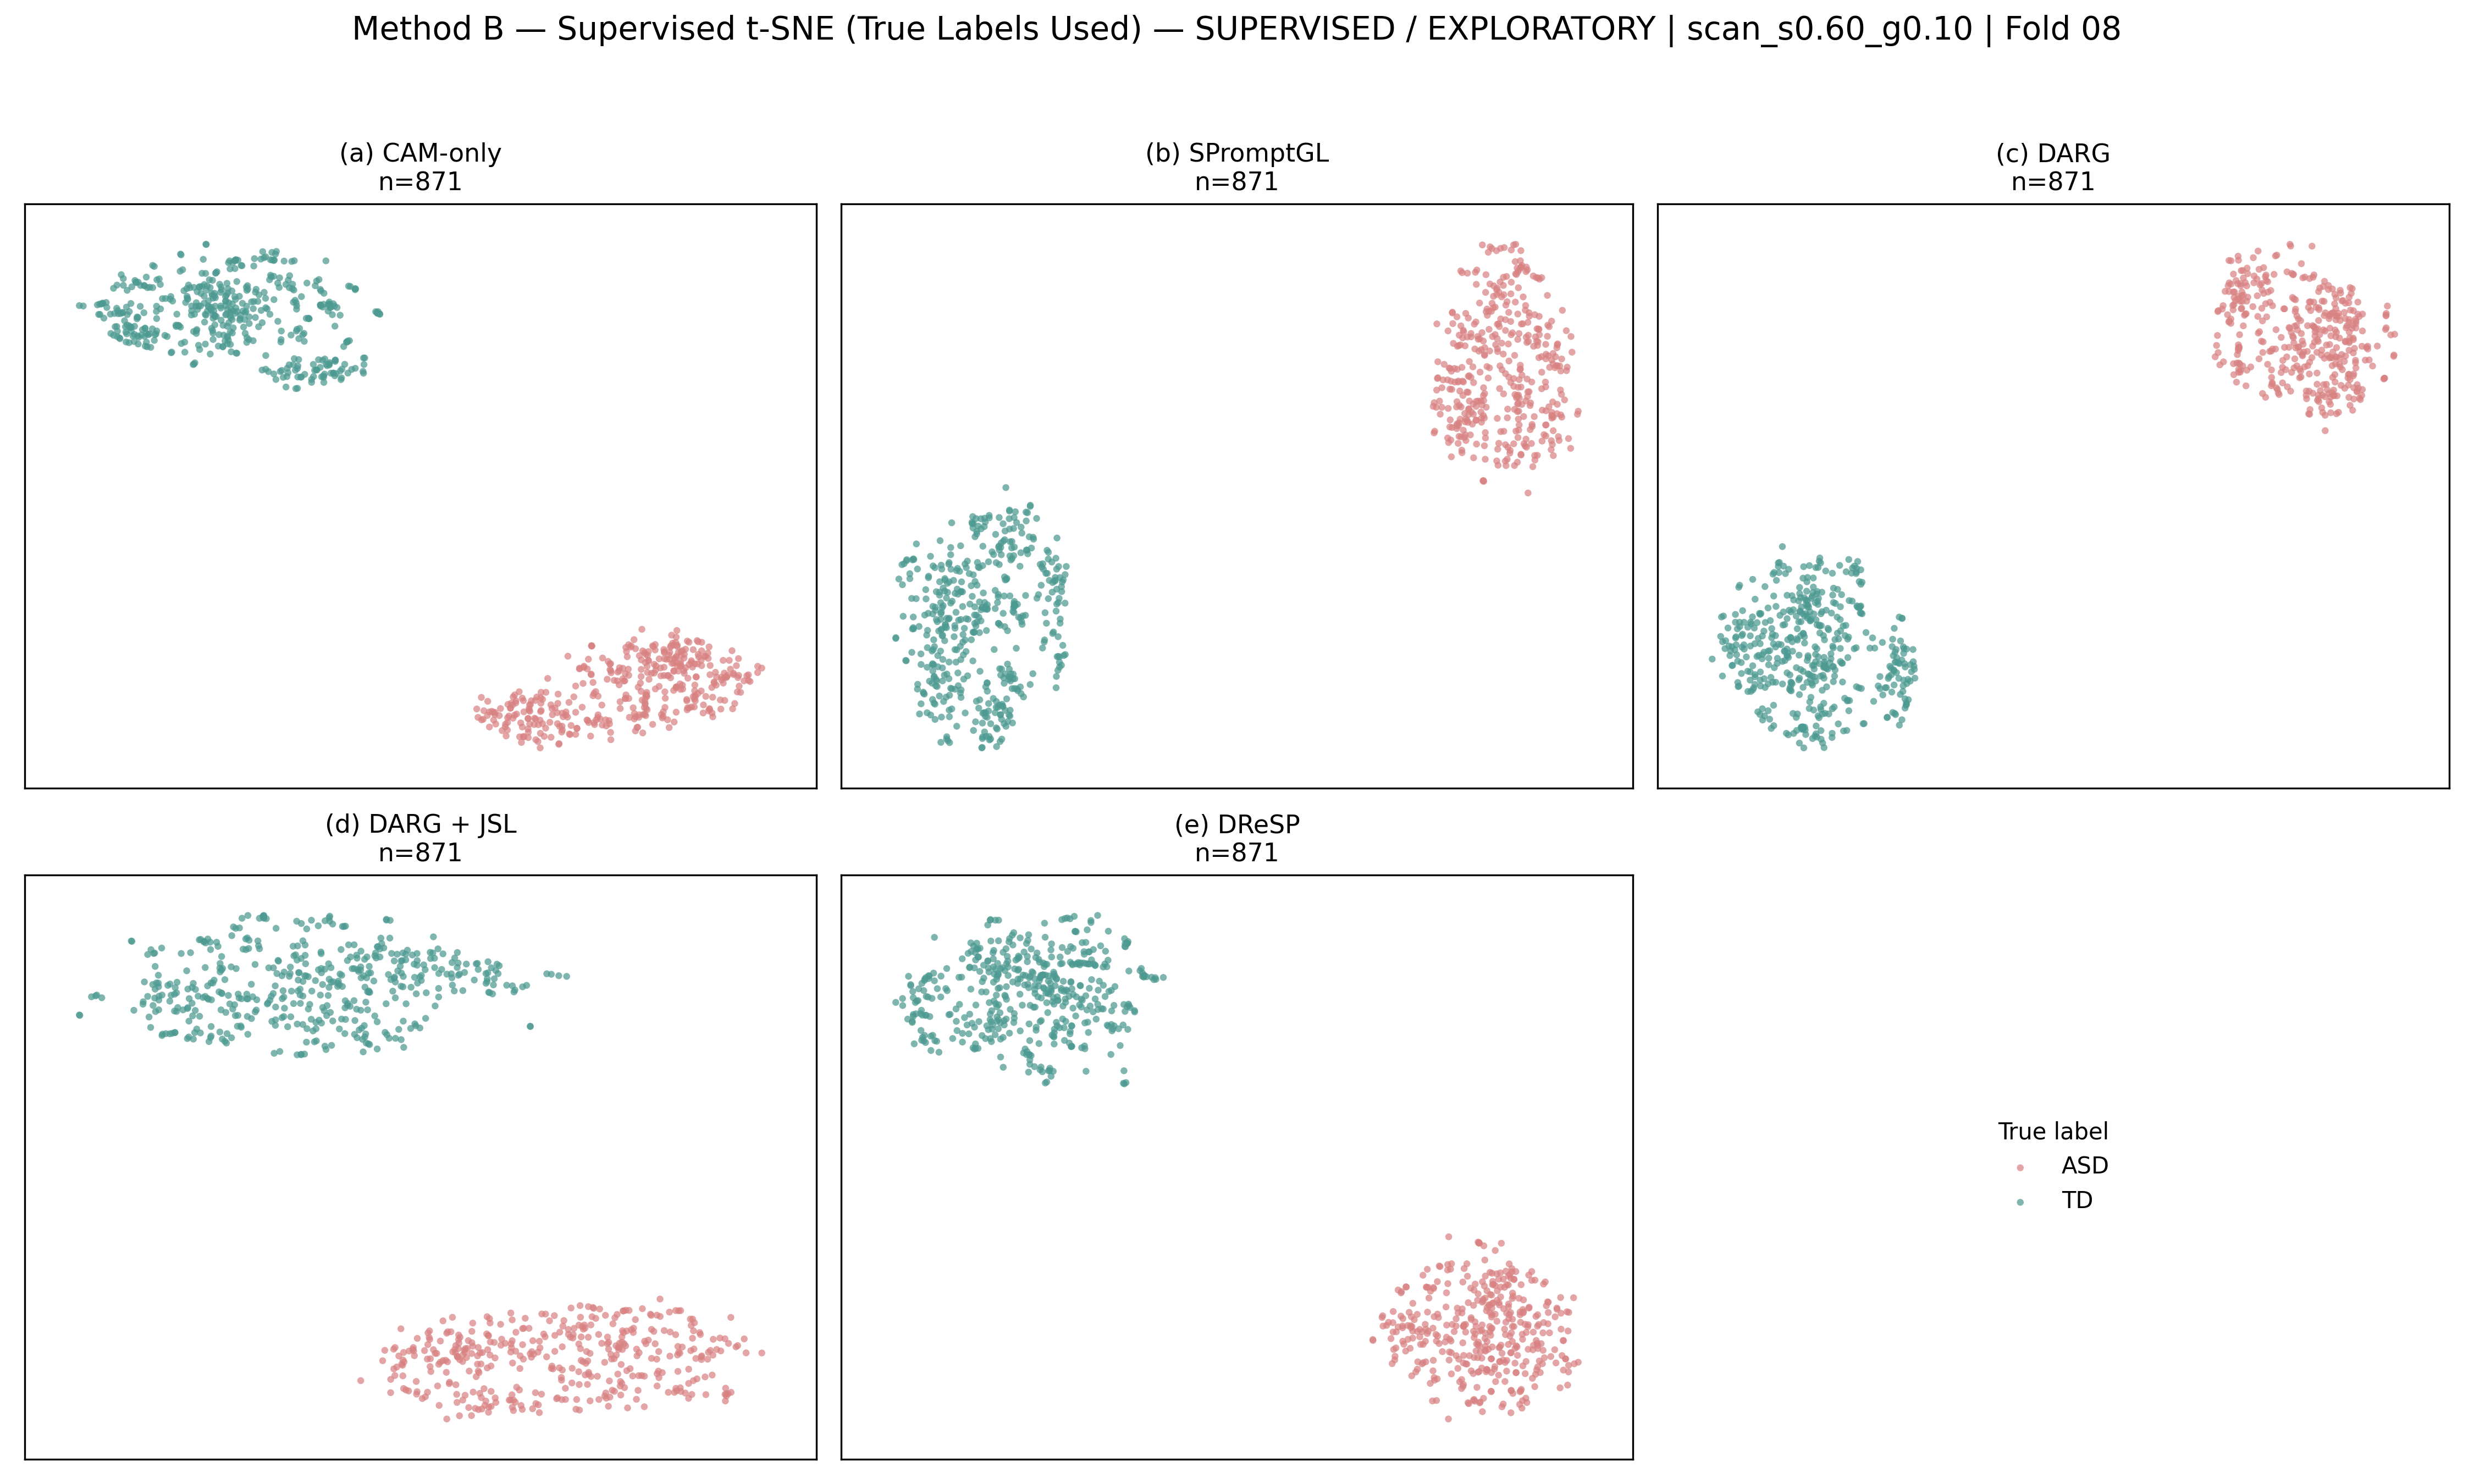 Method B — Supervised t-SNE (True Labels Used) — SUPERVISED / EXPLORATORY | scan_s0.60_g0.10 | Fold 08
(a) CAM-only
n=871
(b) SPromptGL
n=871
(c) DARG
n=871
(d) DARG + JSL
n=871
(e) DReSP
n=871
True label
ASD
TD